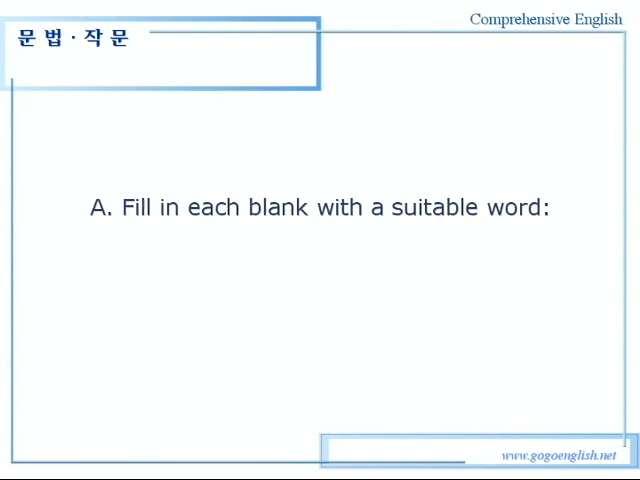 Comprehensive English
문 법 · 작 문
A. Fill in each blank with a suitable word:
www.gogoenglish.net